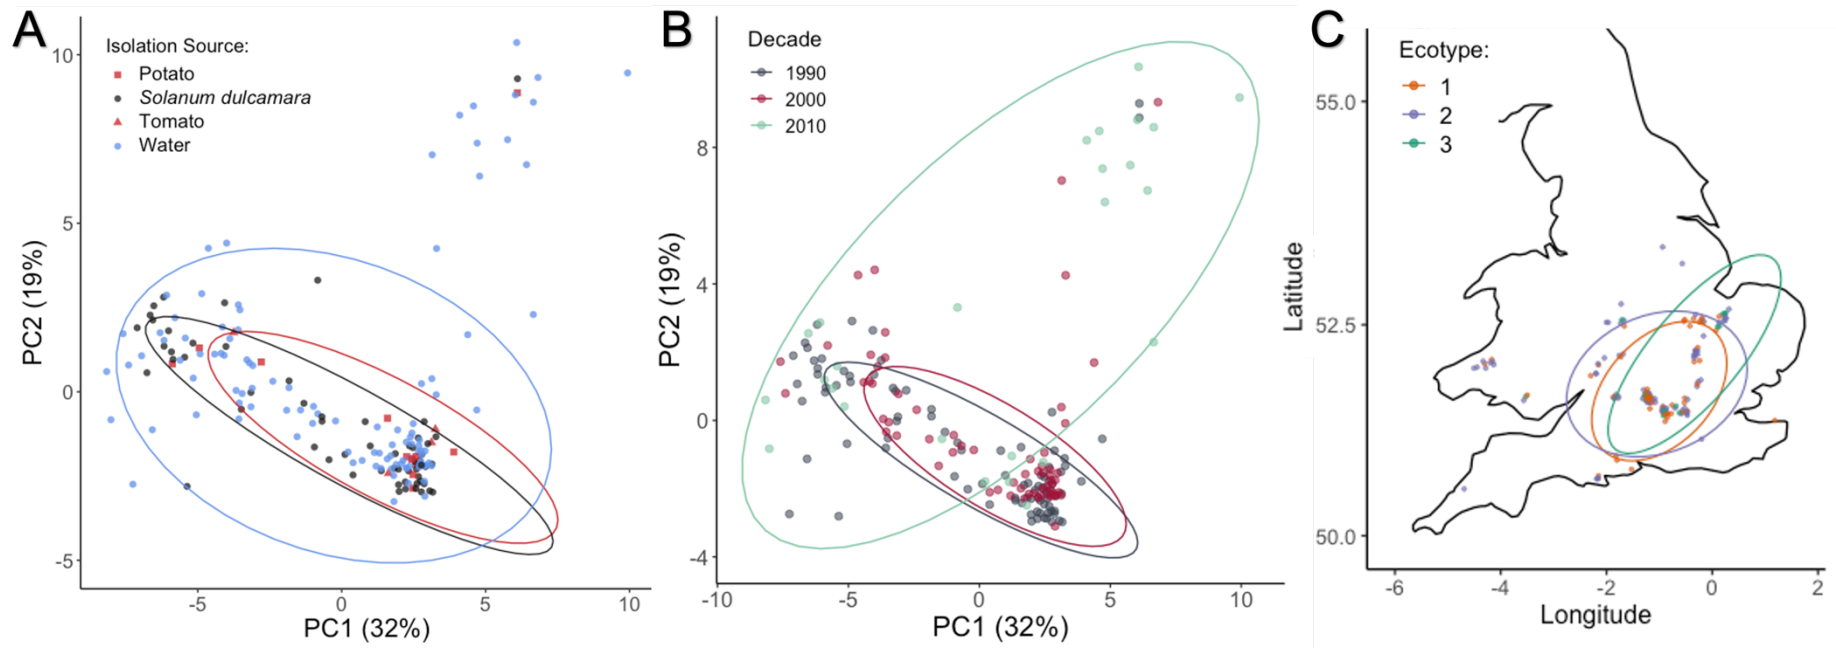 A
Isolation Source:
Potato
Solanum dulcamara
Tomato
Water
10
5
0
-5
PC2 (19%)
-5
0
5
10
PC1 (32%)
B
Decade
1990
2000
2010
8
4
0
-4
PC2 (19%)
-10
-5
0
5
10
PC1 (32%)
C
Ecotype:
1
2
3
55.0
52.5
50.0
Latitude
-6
-4
-2
0
2
Longitude